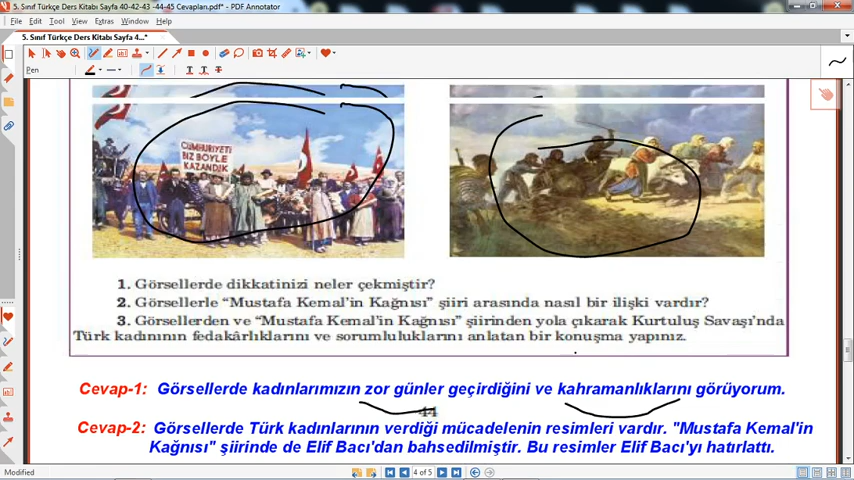 5. Sınıf Türkçe Ders Kitabı Sayfa 40-42-43 -44-45 Cevapları.pdf* - PDF Annotator
File Edit Tool View Extras Window Help
5. Sınıf Türkçe Ders Kitabı Sayfa 4...*
Pen
CUMHURİYETİ
BİZ BÖYLE
KAZANDIK
1. Görsellerde dikkatinizi neler çekmiştir?
2. Görsellerle “Mustafa Kemal’in Kağnısı” şiiri arasında nasıl bir ilişki vardır?
3. Görsellerden ve “Mustafa Kemal’in Kağnısı” şiirinden yola çıkarak Kurtuluş Savaşı’nda
Türk kadınının fedakârlıklarını ve sorumluluklarını anlatan bir konuşma yapınız.
Cevap-1: Görsellerde kadınlarımızın zor günler geçirdiğini ve kahramanlıklarını görüyorum.
44
Cevap-2: Görsellerde Türk kadınlarının verdiği mücadelenin resimleri vardır. "Mustafa Kemal'in
Kağnısı" şiirinde de Elif Bacı'dan bahsedilmiştir. Bu resimler Elif Bacı'yı hatırlattı.
Modified
4 of 5